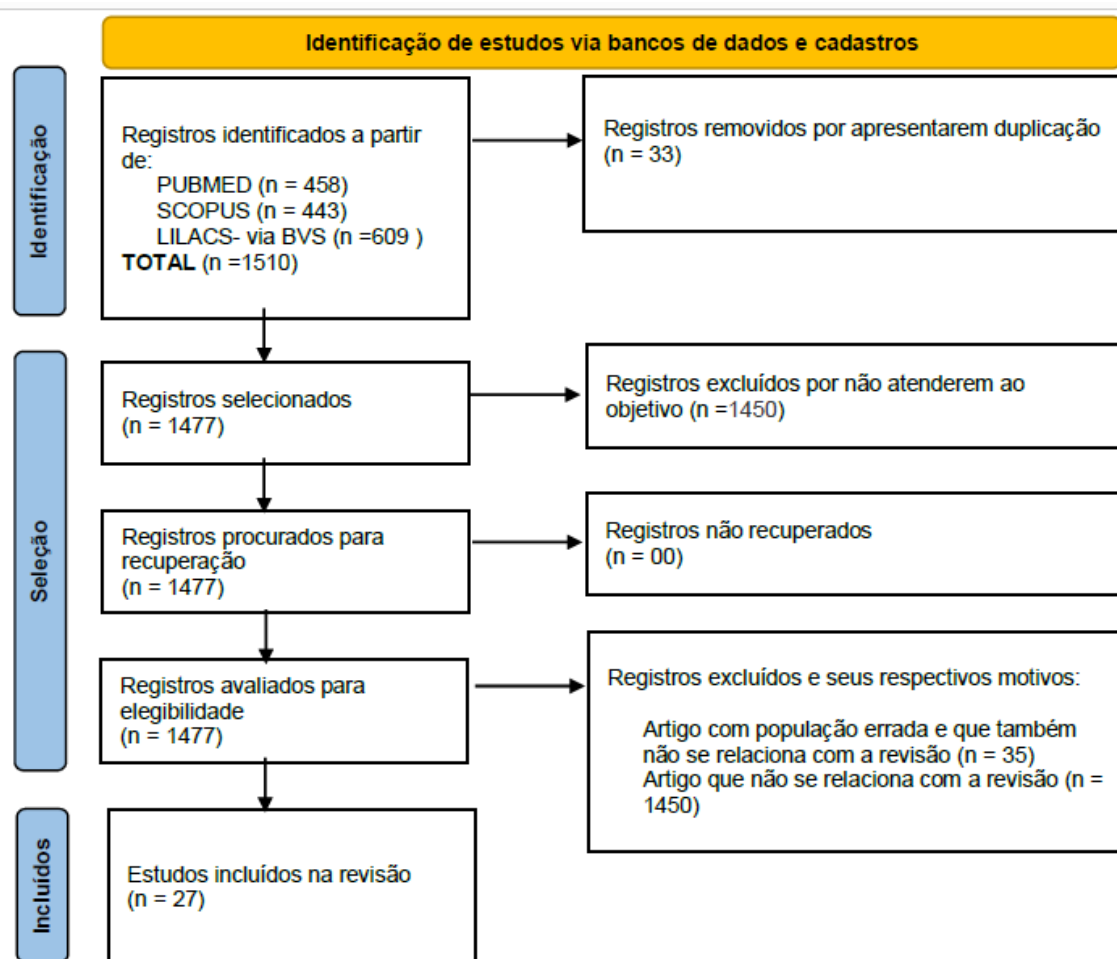 Identificação de estudos via bancos de dados e cadastros
Identificação
Registros identificados a partir
de:
PUBMED (n = 458)
SCOPUS (n = 443)
LILACS- via BVS (n =609 )
TOTAL (n =1510)
Registros removidos por apresentarem duplicação
(n = 33)
Seleção
Registros selecionados
(n = 1477)
Registros excluídos por não atenderem ao
objetivo (n =1450)
Registros procurados para
recuperação
(n = 1477)
Registros não recuperados
(n = 00)
Registros avaliados para
elegibilidade
(n = 1477)
Registros excluídos e seus respectivos motivos:
Artigo com população errada e que também
não se relaciona com a revisão (n = 35)
Artigo que não se relaciona com a revisão (n =
1450)
Incluídos
Estudos incluídos na revisão
(n = 27)